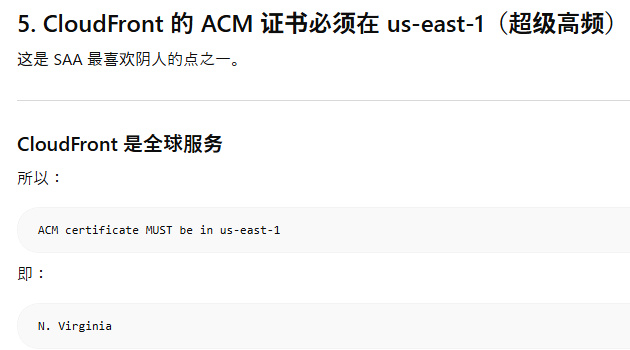 5. CloudFront 的 ACM 证书必须在 us-east-1（超级高频）
这是 SAA 最喜欢阴人的点之一。
CloudFront 是全球服务
所以：
ACM certificate MUST be in us-east-1
即：
N. Virginia